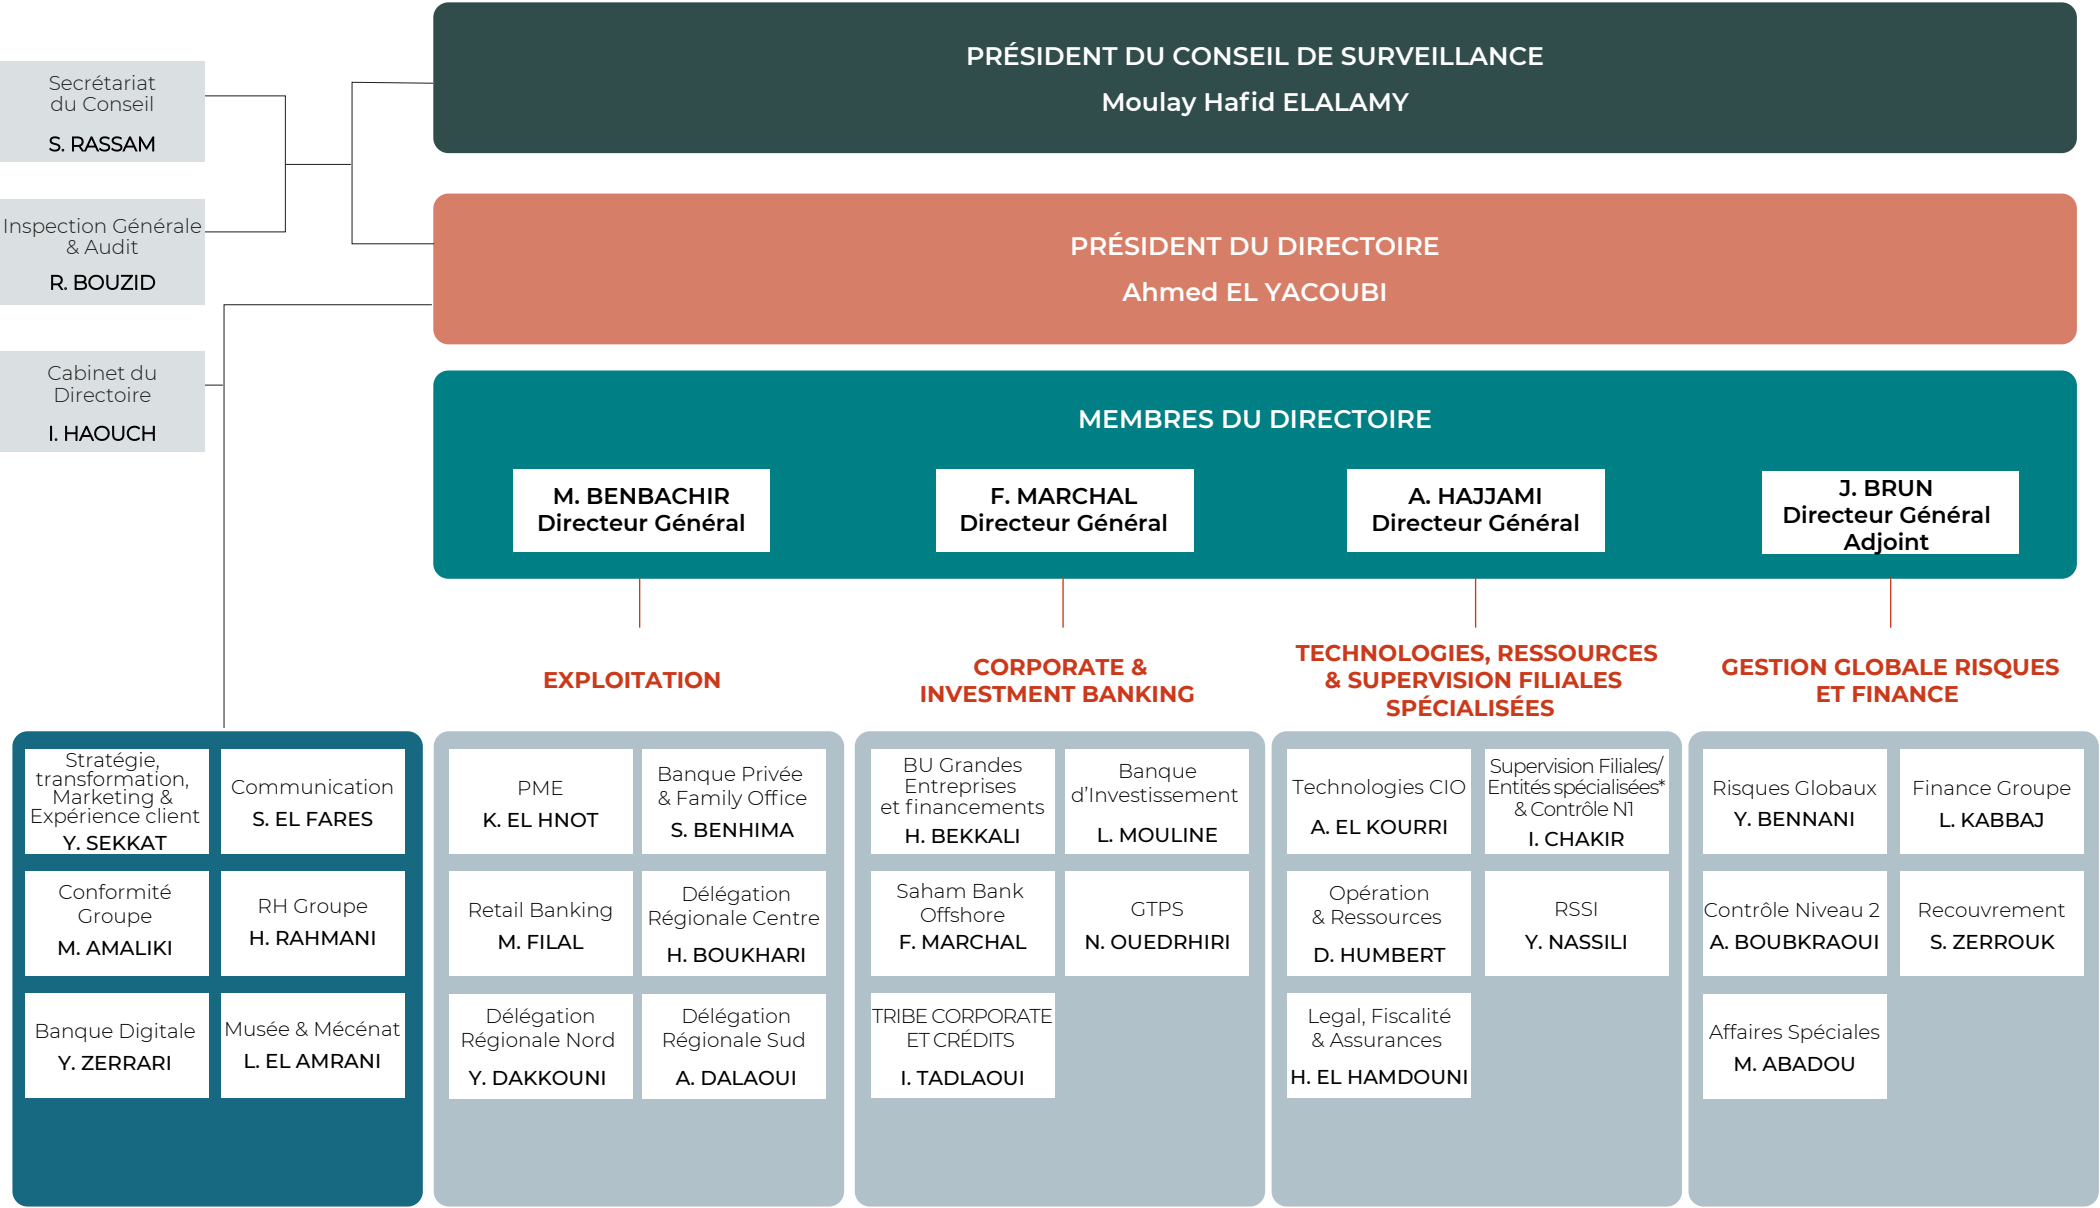 PRÉSIDENT DU CONSEIL DE SURVEILLANCE
Moulay Hafid ELALAMY
Secrétariat
du Conseil
S. RASSAM
Inspection Générale
& Audit
R. BOUZID
PRÉSIDENT DU DIRECTOIRE
Ahmed EL YACOUBI
Cabinet du
Directoire
I. HAOUCH
MEMBRES DU DIRECTOIRE
M. BENBACHIR
Directeur Général
F. MARCHAL
Directeur Général
A. HAJJAMI
Directeur Général
J. BRUN
Directeur Général
Adjoint
EXPLOITATION
CORPORATE &
INVESTMENT BANKING
TECHNOLOGIES, RESSOURCES
& SUPERVISION FILIALES
SPÉCIALISÉES
GESTION GLOBALE RISQUES
ET FINANCE
Stratégie,
transformation,
Marketing &
Expérience client
Y. SEKKAT
Communication
S. EL FARES
Conformité
Groupe
M. AMALIKI
RH Groupe
H. RAHMANI
Banque Digitale
Y. ZERRARI
Musée & Mécénat
L. EL AMRANI
PME
K. EL HNOT
Banque Privée
& Family Office
S. BENHIMA
Retail Banking
M. FILAL
Délégation
Régionale Centre
H. BOUKHARI
Délégation
Régionale Nord
Y. DAKKOUNI
Délégation
Régionale Sud
A. DALAOUI
BU Grandes
Entreprises
et financements
H. BEKKALI
Banque
d’Investissement
L. MOULINE
Saham Bank
Offshore
F. MARCHAL
GTPS
N. OUEDRHIRI
TRIBE CORPORATE
ET CRÉDITS
I. TADLAOUI
Technologies CIO
A. EL KOURRI
Supervision Filiales/
Entités spécialisées*
& Contrôle N1
I. CHAKIR
Opération
& Ressources
D. HUMBERT
RSSI
Y. NASSILI
Legal, Fiscalité
& Assurances
H. EL HAMDOUNI
Risques Globaux
Y. BENNANI
Finance Groupe
L. KABBAJ
Contrôle Niveau 2
A. BOUBKRAOUI
Recouvrement
S. ZERROUK
Affaires Spéciales
M. ABADOU